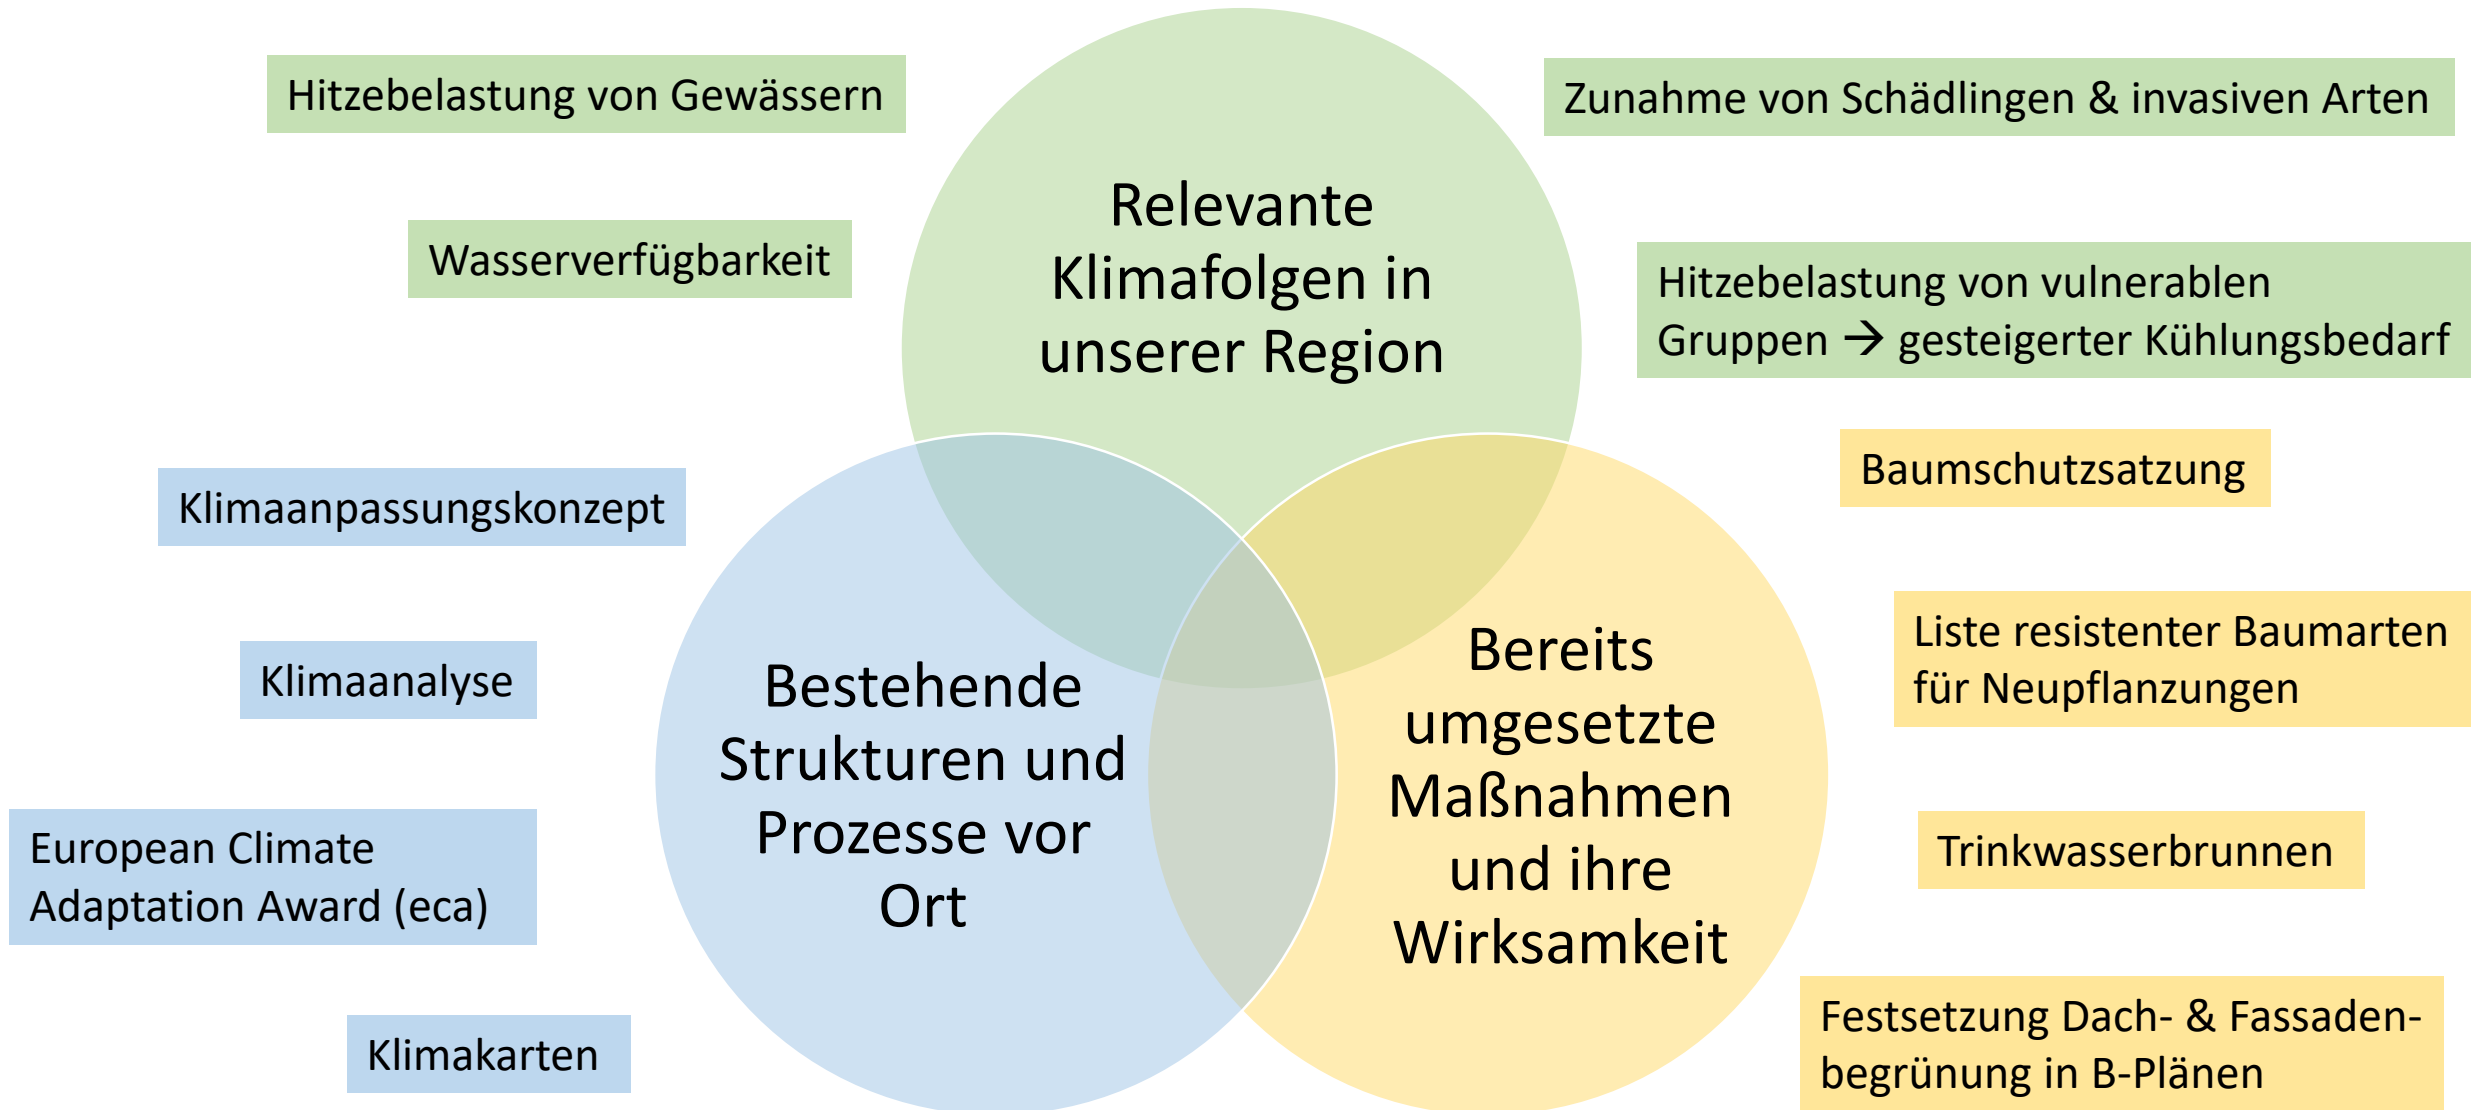 Hitzebelastung von Gewässern
Wasserverfügbarkeit
Relevante
Klimafolgen in
unserer Region
Zunahme von Schädlingen & invasiven Arten
Hitzebelastung von vulnerablen
Gruppen → gesteigerter Kühlungsbedarf
Klimaanpassungskonzept
Klimaanalyse
European Climate
Adaptation Award (eca)
Klimakarten
Bestehende
Strukturen und
Prozesse vor
Ort
Bereits
umgesetzte
Maßnahmen
und ihre
Wirksamkeit
Baumschutzsatzung
Liste resistenter Baumarten
für Neupflanzungen
Trinkwasserbrunnen
Festsetzung Dach- & Fassaden-
begrünung in B-Plänen